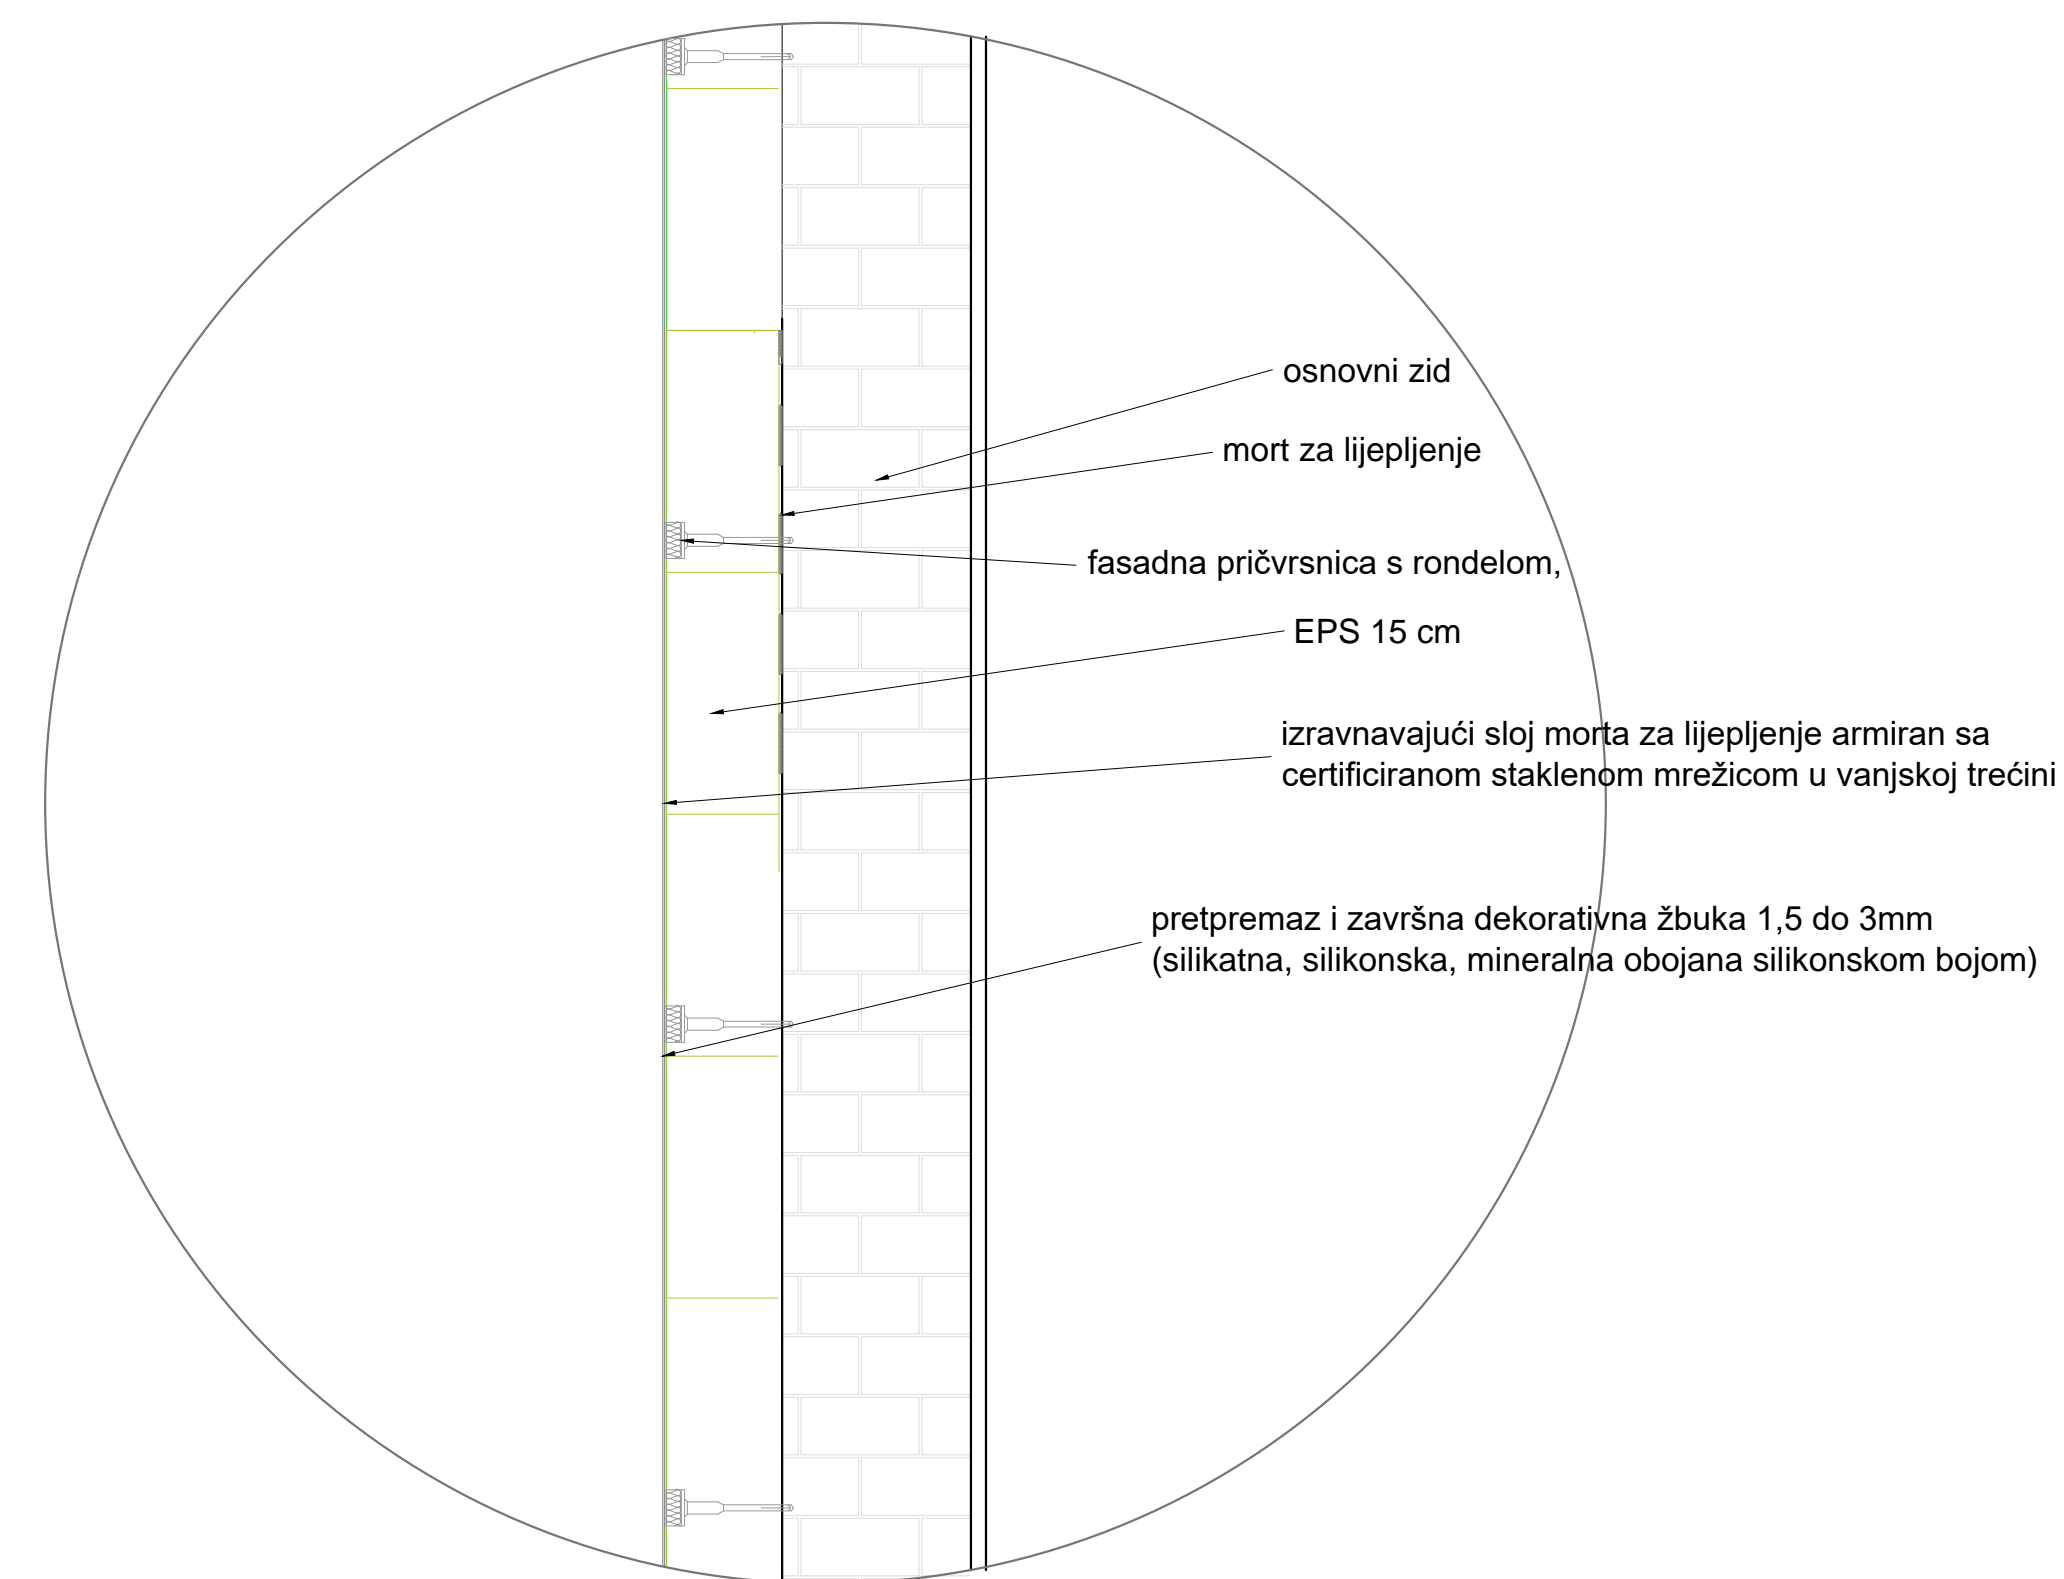 osnovni zid
mort za lijepljenje
fasadna pričvrsnica s rondelom,
EPS 15 cm
izravnavajući sloj morta za lijepljenje armiran sa
certificiranom staklenom mrežicom u vanjskoj trećini
pretpremaz i završna dekorativna žbuka 1,5 do 3mm
(silikatna, silikonska, mineralna obojana silikonskom bojom)